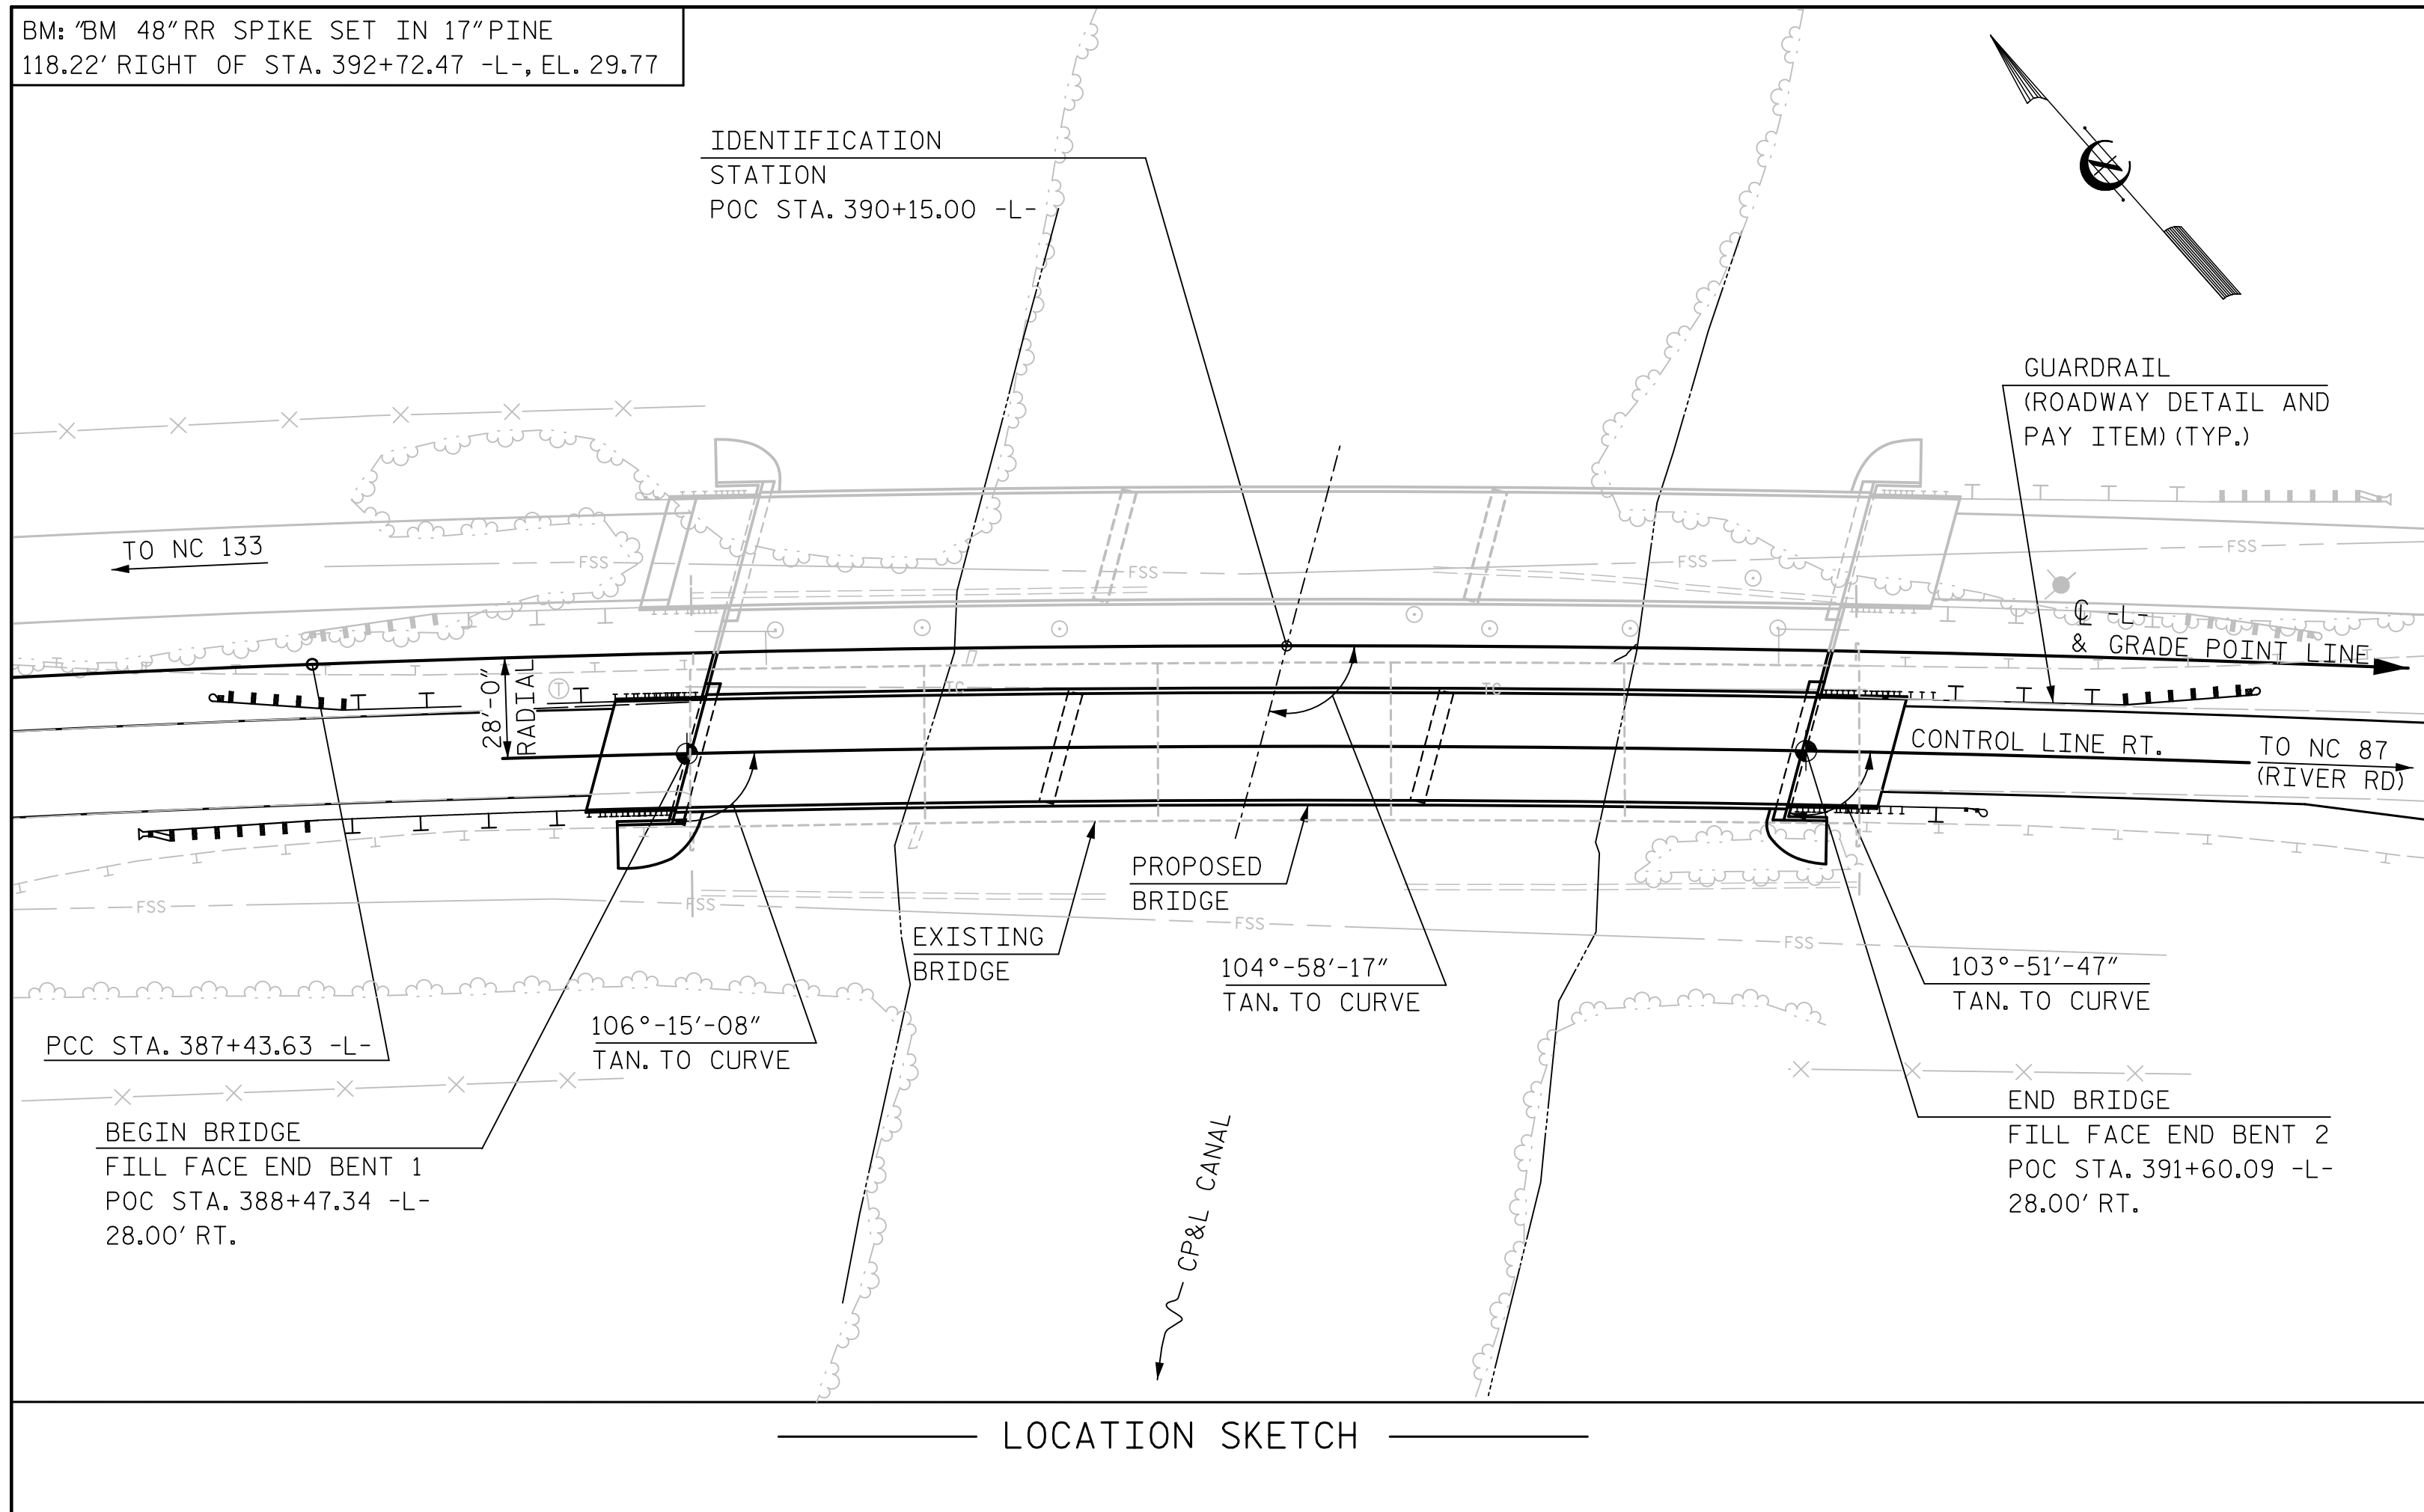 BM: "BM 48" RR SPIKE SET IN 17" PINE
118.22' RIGHT OF STA. 392+72.47 -L-, EL. 29.77
IDENTIFICATION
STATION
POC STA. 390+15.00 -L-
N
GUARDRAIL
(ROADWAY DETAIL AND
PAY ITEM) (TYP.)
TO NC 133
FSS
FSS
FSS
FSS
℄ -L-
& GRADE POINT LINE
28'-0"
RADIAL
T
TC
TC
CONTROL LINE RT.
TO NC 87
(RIVER RD)
PROPOSED
BRIDGE
FSS
FSS
FSS
FSS
EXISTING
BRIDGE
104°-58'-17"
TAN. TO CURVE
103°-51'-47"
TAN. TO CURVE
PCC STA. 387+43.63 -L-
106°-15'-08"
TAN. TO CURVE
BEGIN BRIDGE
FILL FACE END BENT 1
POC STA. 388+47.34 -L-
28.00' RT.
CP&L CANAL
END BRIDGE
FILL FACE END BENT 2
POC STA. 391+60.09 -L-
28.00' RT.
LOCATION SKETCH